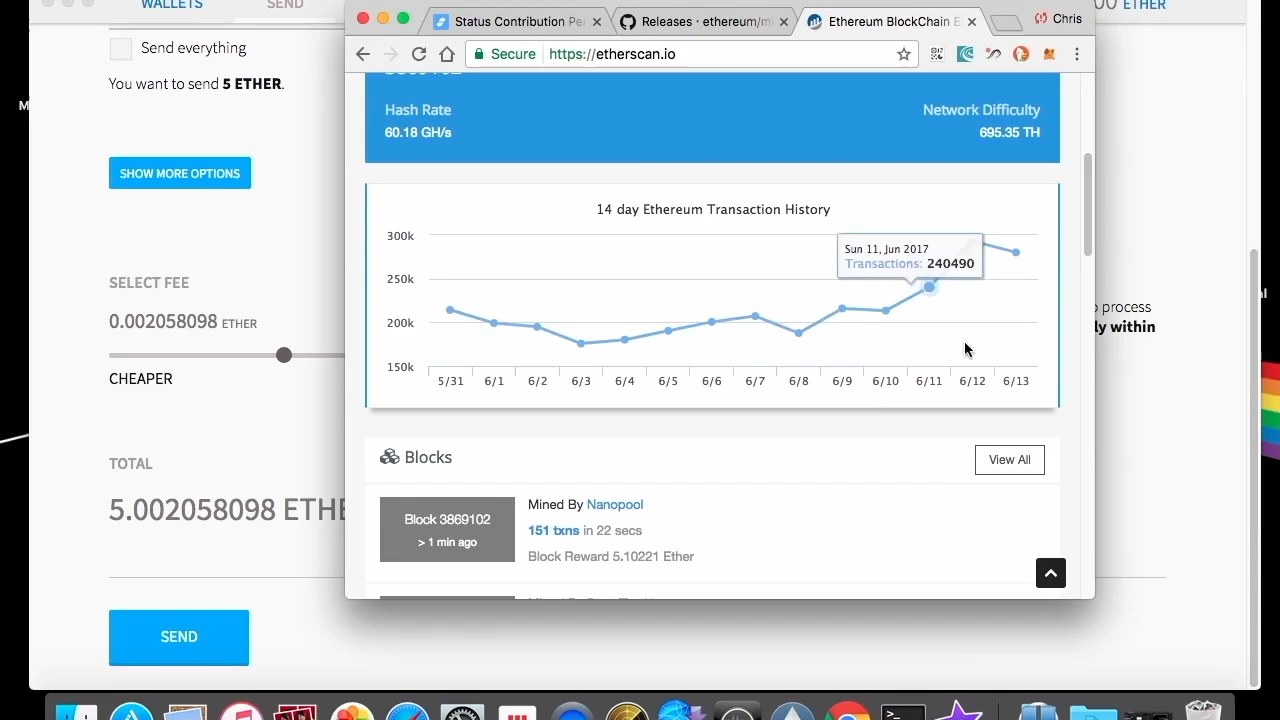 WALLETS
SEND
ETHER
Send everything
You want to send 5 ETHER.
SHOW MORE OPTIONS
SELECT FEE
0.002058098 ETHER
CHEAPER
TOTAL
5.002058098 ETHE
SEND
process
ly within
Status Contribution Per
Releases · ethereum/mi
Ethereum BlockChain E
Chris
Secure
https://etherscan.io
Hash Rate
Network Difficulty
60.18 GH/s
695.35 TH
14 day Ethereum Transaction History
300k
250k
200k
150k
Sun 11, Jun 2017
Transactions: 240490
5/31 6/1 6/2 6/3 6/4 6/5 6/6 6/7 6/8 6/9 6/10 6/11 6/12 6/13
Blocks
View All
Block 3869102
> 1 min ago
Mined By Nanopool
151 txns in 22 secs
Block Reward 5.10221 Ether